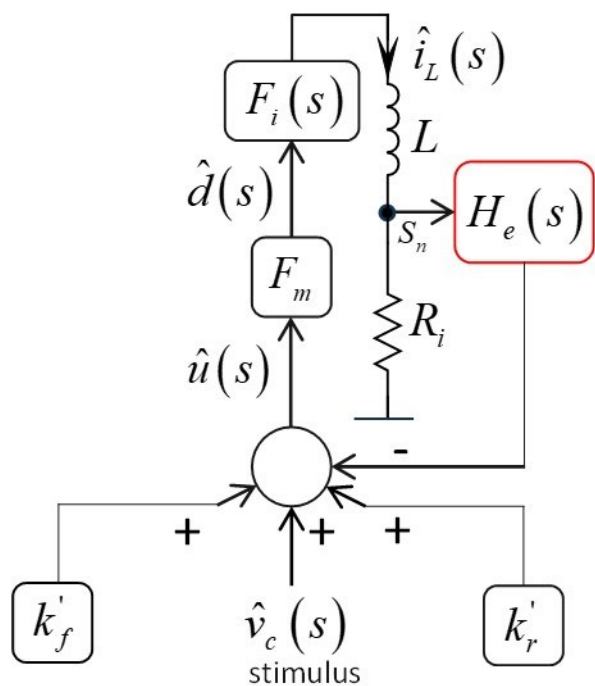 î_L(s)
F_i(s)
L
d̂(s)
H_e(s)
S_n
F_m
R_i
û(s)
-
+ + +
k'_f
v̂_c(s)
k'_r
stimulus